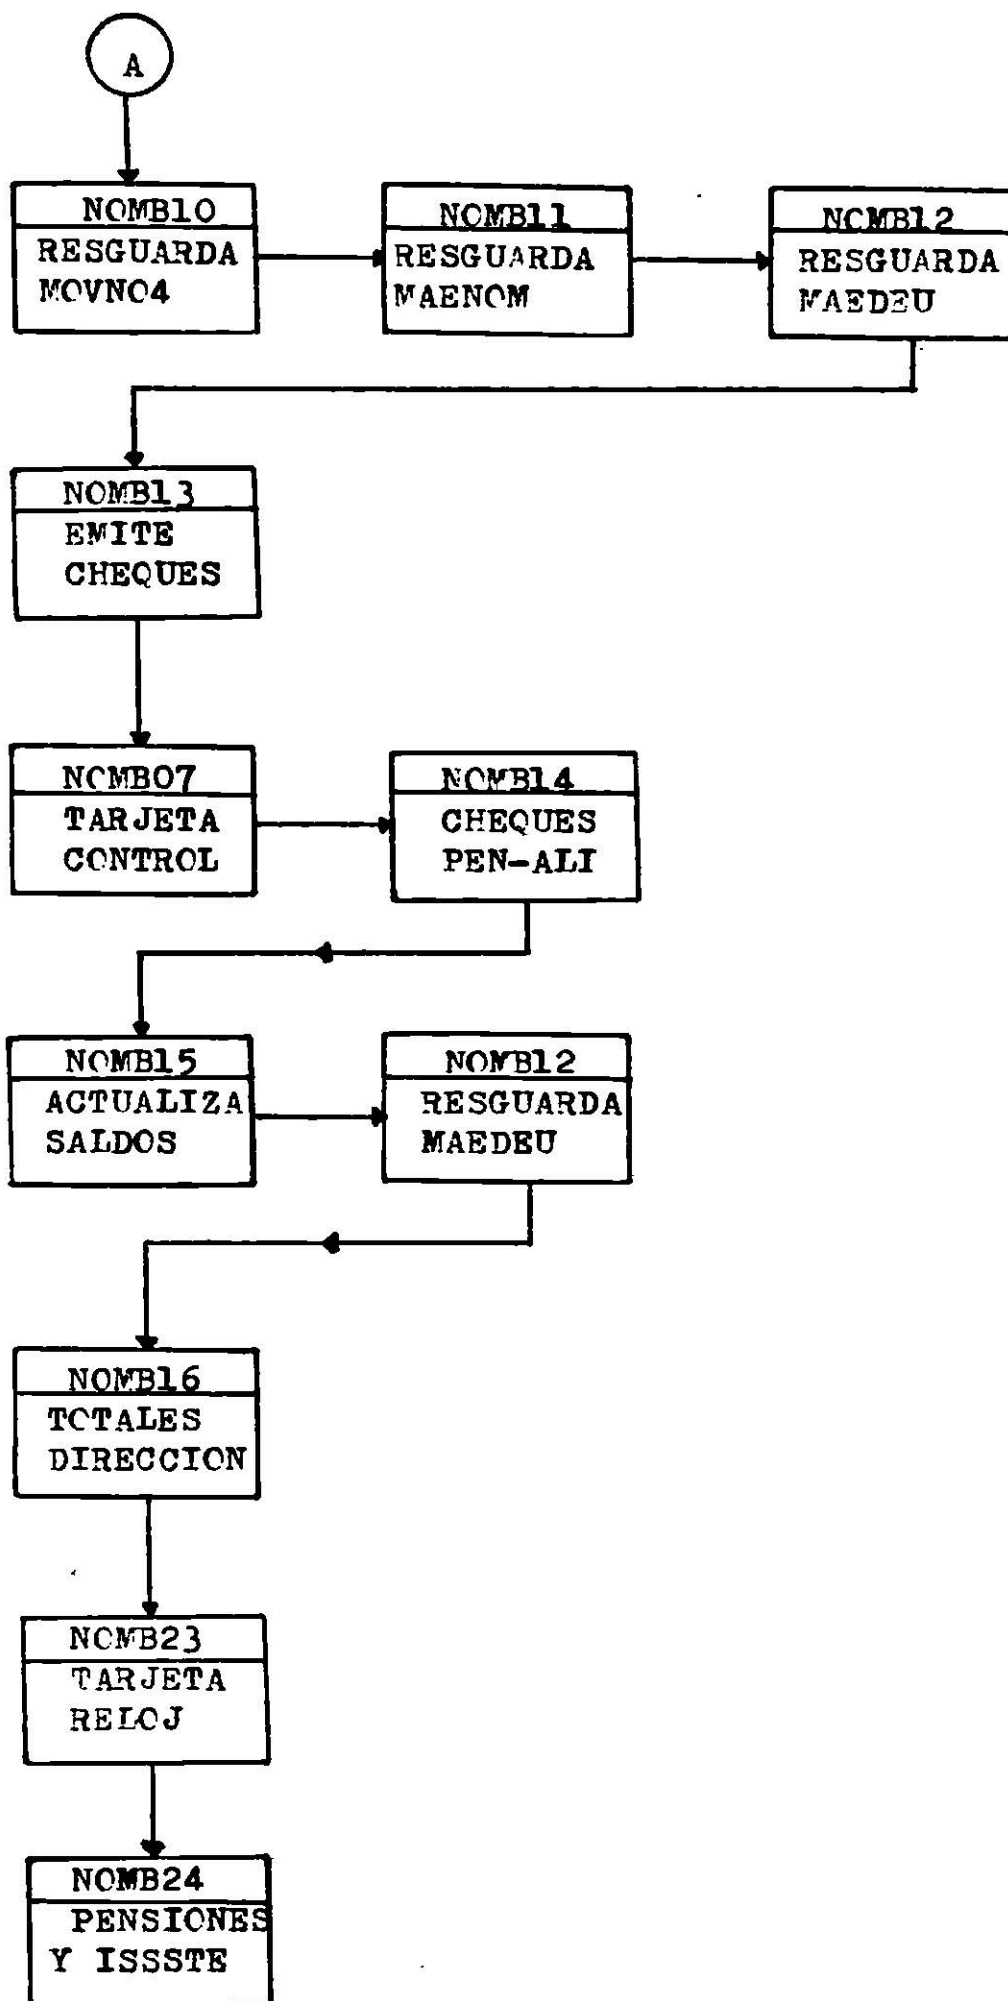 A
NOMB10
RESGUARDA
MOVNO4
NOMB11
RESGUARDA
MAENOM
NOMB12
RESGUARDA
MAEDEU
NOMB13
EMITE
CHEQUES
NOMB07
TARJETA
CONTROL
NOMB14
CHEQUES
PEN-ALI
NOMB15
ACTUALIZA
SALDOS
NOMB12
RESGUARDA
MAEDEU
NOMB16
TOTALES
DIRECCION
NOMB23
TARJETA
RELOJ
NOMB24
PENSIONES
Y ISSSTE